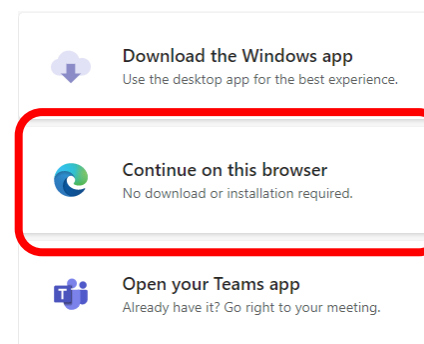 Download the Windows app
Use the desktop app for the best experience.
Continue on this browser
No download or installation required.
Open your Teams app
Already have it? Go right to your meeting.